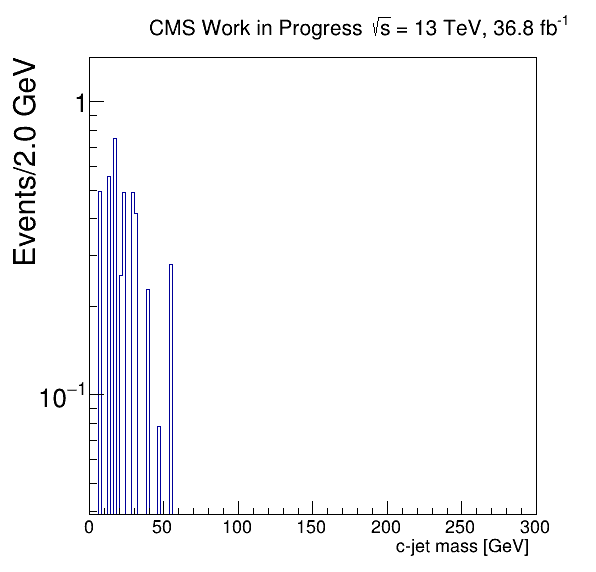 CMS Work in Progress √s = 13 TeV, 36.8 fb⁻¹
Events/2.0 GeV
1
10⁻¹
0 50 100 150 200 250 300
c-jet mass [GeV]